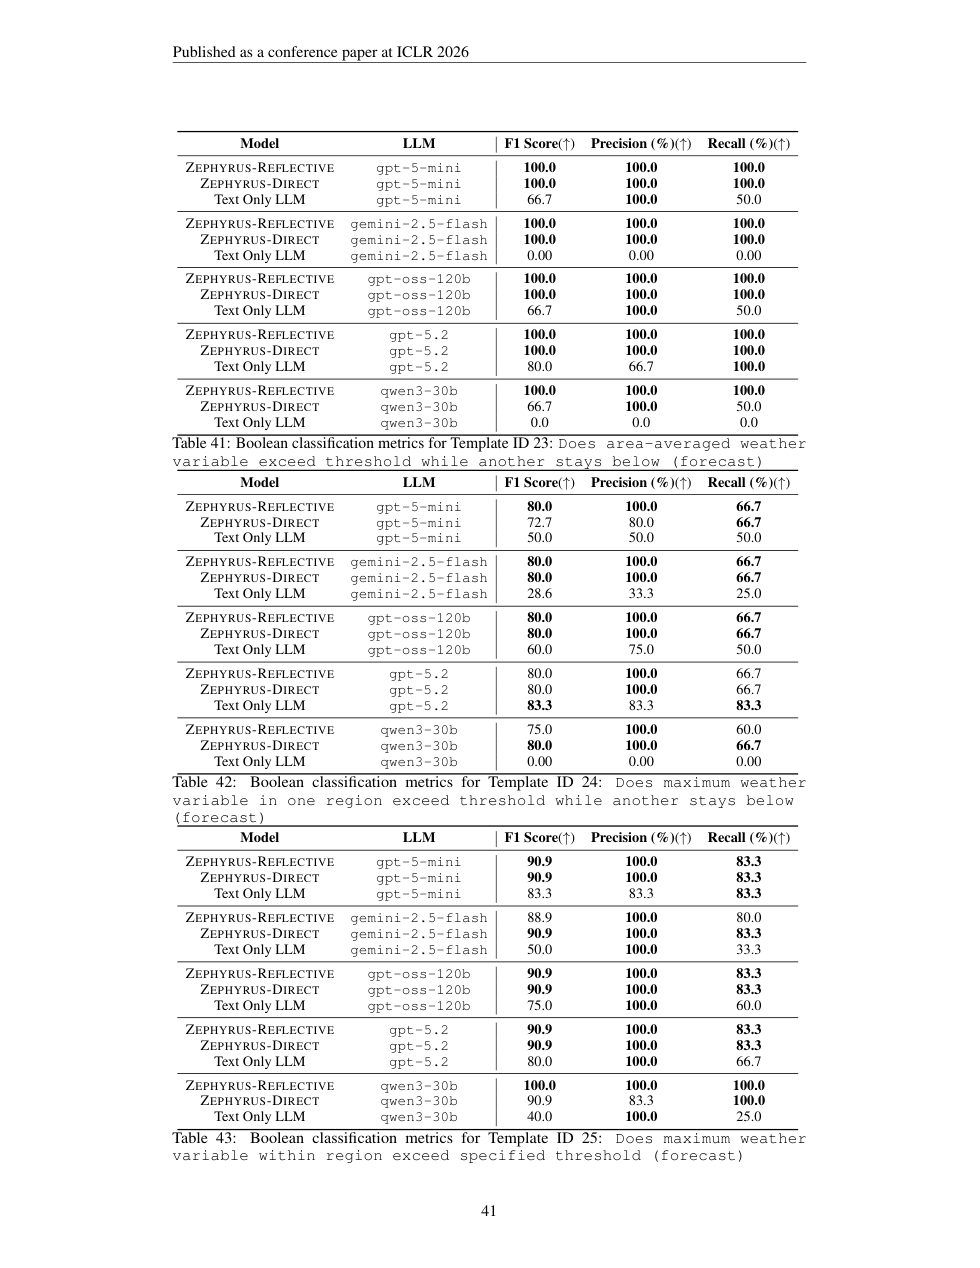 Published as a conference paper at ICLR 2026
Model LLM F1 Score(↑) Precision (%)(↑) Recall (%)(↑)
ZEPHYRUS-REFLECTIVE gpt-5-mini 100.0 100.0 100.0
ZEPHYRUS-DIRECT gpt-5-mini 100.0 100.0 100.0
Text Only LLM gpt-5-mini 66.7 100.0 50.0
ZEPHYRUS-REFLECTIVE gemini-2.5-flash 100.0 100.0 100.0
ZEPHYRUS-DIRECT gemini-2.5-flash 100.0 100.0 100.0
Text Only LLM gemini-2.5-flash 0.00 0.00 0.00
ZEPHYRUS-REFLECTIVE gpt-oss-120b 100.0 100.0 100.0
ZEPHYRUS-DIRECT gpt-oss-120b 100.0 100.0 100.0
Text Only LLM gpt-oss-120b 66.7 100.0 50.0
ZEPHYRUS-REFLECTIVE gpt-5.2 100.0 100.0 100.0
ZEPHYRUS-DIRECT gpt-5.2 100.0 100.0 100.0
Text Only LLM gpt-5.2 80.0 66.7 100.0
ZEPHYRUS-REFLECTIVE qwen3-30b 100.0 100.0 100.0
ZEPHYRUS-DIRECT qwen3-30b 66.7 100.0 50.0
Text Only LLM qwen3-30b 0.0 0.0 0.0
Table 41: Boolean classification metrics for Template ID 23: Does area-averaged weather
variable exceed threshold while another stays below (forecast)
Model LLM F1 Score(↑) Precision (%)(↑) Recall (%)(↑)
ZEPHYRUS-REFLECTIVE gpt-5-mini 80.0 100.0 66.7
ZEPHYRUS-DIRECT gpt-5-mini 72.7 80.0 66.7
Text Only LLM gpt-5-mini 50.0 50.0 50.0
ZEPHYRUS-REFLECTIVE gemini-2.5-flash 80.0 100.0 66.7
ZEPHYRUS-DIRECT gemini-2.5-flash 80.0 100.0 66.7
Text Only LLM gemini-2.5-flash 28.6 33.3 25.0
ZEPHYRUS-REFLECTIVE gpt-oss-120b 80.0 100.0 66.7
ZEPHYRUS-DIRECT gpt-oss-120b 80.0 100.0 66.7
Text Only LLM gpt-oss-120b 60.0 75.0 50.0
ZEPHYRUS-REFLECTIVE gpt-5.2 80.0 100.0 66.7
ZEPHYRUS-DIRECT gpt-5.2 80.0 100.0 66.7
Text Only LLM gpt-5.2 83.3 83.3 83.3
ZEPHYRUS-REFLECTIVE qwen3-30b 75.0 100.0 60.0
ZEPHYRUS-DIRECT qwen3-30b 80.0 100.0 66.7
Text Only LLM qwen3-30b 0.00 0.00 0.00
Table 42: Boolean classification metrics for Template ID 24: Does maximum weather
variable in one region exceed threshold while another stays below
(forecast)
Model LLM F1 Score(↑) Precision (%)(↑) Recall (%)(↑)
ZEPHYRUS-REFLECTIVE gpt-5-mini 90.9 100.0 83.3
ZEPHYRUS-DIRECT gpt-5-mini 90.9 100.0 83.3
Text Only LLM gpt-5-mini 83.3 83.3 83.3
ZEPHYRUS-REFLECTIVE gemini-2.5-flash 88.9 100.0 80.0
ZEPHYRUS-DIRECT gemini-2.5-flash 90.9 100.0 83.3
Text Only LLM gemini-2.5-flash 50.0 100.0 33.3
ZEPHYRUS-REFLECTIVE gpt-oss-120b 90.9 100.0 83.3
ZEPHYRUS-DIRECT gpt-oss-120b 90.9 100.0 83.3
Text Only LLM gpt-oss-120b 75.0 100.0 60.0
ZEPHYRUS-REFLECTIVE gpt-5.2 90.9 100.0 83.3
ZEPHYRUS-DIRECT gpt-5.2 90.9 100.0 83.3
Text Only LLM gpt-5.2 80.0 100.0 66.7
ZEPHYRUS-REFLECTIVE qwen3-30b 100.0 100.0 100.0
ZEPHYRUS-DIRECT qwen3-30b 90.9 83.3 100.0
Text Only LLM qwen3-30b 40.0 100.0 25.0
Table 43: Boolean classification metrics for Template ID 25: Does maximum weather
variable within region exceed specified threshold (forecast)
41